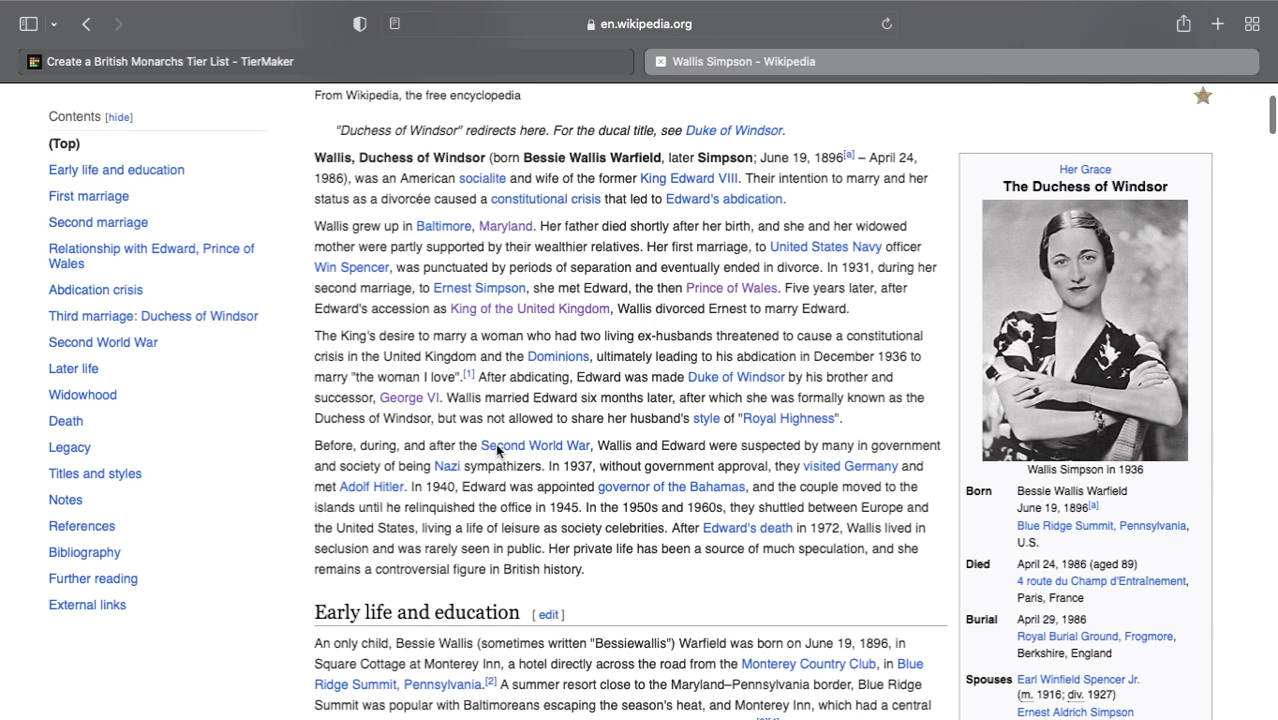 en.wikipedia.org
Create a British Monarchs Tier List - TierMaker
Wallis Simpson - Wikipedia
Contents [hide]
(Top)
Early life and education
First marriage
Second marriage
Relationship with Edward, Prince of
Wales
Abdication crisis
Third marriage: Duchess of Windsor
Second World War
Later life
Widowhood
Death
Legacy
Titles and styles
Notes
References
Bibliography
Further reading
External links
From Wikipedia, the free encyclopedia
"Duchess of Windsor" redirects here. For the ducal title, see Duke of Windsor.
Wallis, Duchess of Windsor (born Bessie Wallis Warfield, later Simpson; June 19, 1896[a] – April 24,
1986), was an American socialite and wife of the former King Edward VIII. Their intention to marry and her
status as a divorcée caused a constitutional crisis that led to Edward's abdication.
Wallis grew up in Baltimore, Maryland. Her father died shortly after her birth, and she and her widowed
mother were partly supported by their wealthier relatives. Her first marriage, to United States Navy officer
Win Spencer, was punctuated by periods of separation and eventually ended in divorce. In 1931, during her
second marriage, to Ernest Simpson, she met Edward, the then Prince of Wales. Five years later, after
Edward's accession as King of the United Kingdom, Wallis divorced Ernest to marry Edward.
The King's desire to marry a woman who had two living ex-husbands threatened to cause a constitutional
crisis in the United Kingdom and the Dominions, ultimately leading to his abdication in December 1936 to
marry "the woman I love".[1] After abdicating, Edward was made Duke of Windsor by his brother and
successor, George VI. Wallis married Edward six months later, after which she was formally known as the
Duchess of Windsor, but was not allowed to share her husband's style of "Royal Highness".
Before, during, and after the Second World War, Wallis and Edward were suspected by many in government
and society of being Nazi sympathizers. In 1937, without government approval, they visited Germany and
met Adolf Hitler. In 1940, Edward was appointed governor of the Bahamas, and the couple moved to the
islands until he relinquished the office in 1945. In the 1950s and 1960s, they shuttled between Europe and
the United States, living a life of leisure as society celebrities. After Edward's death in 1972, Wallis lived in
seclusion and was rarely seen in public. Her private life has been a source of much speculation, and she
remains a controversial figure in British history.
Early life and education [ edit ]
An only child, Bessie Wallis (sometimes written "Bessiewallis") Warfield was born on June 19, 1896, in
Square Cottage at Monterey Inn, a hotel directly across the road from the Monterey Country Club, in Blue
Ridge Summit, Pennsylvania.[2] A summer resort close to the Maryland–Pennsylvania border, Blue Ridge
Summit was popular with Baltimoreans escaping the season's heat, and Monterey Inn, which had a central
Her Grace
The Duchess of Windsor
Wallis Simpson in 1936
Born Bessie Wallis Warfield
June 19, 1896[a]
Blue Ridge Summit, Pennsylvania,
U.S.
Died April 24, 1986 (aged 89)
4 route du Champ d'Entraînement,
Paris, France
Burial April 29, 1986
Royal Burial Ground, Frogmore,
Berkshire, England
Spouses Earl Winfield Spencer Jr.
(m. 1916; div. 1927)
Ernest Aldrich Simpson